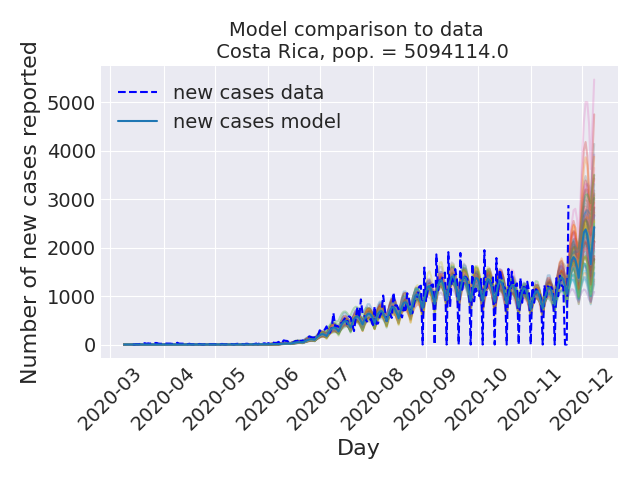 Model comparison to data
Costa Rica, pop. = 5094114.0
new cases data
new cases model
Number of new cases reported
5000
4000
3000
2000
1000
0
2020-03
2020-04
2020-05
2020-06
2020-07
2020-08
2020-09
2020-10
2020-11
2020-12
Day